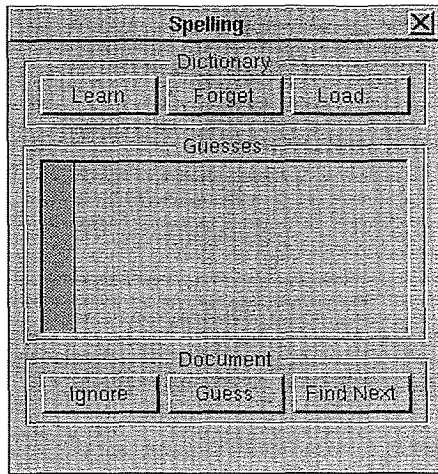 Spelling
Dictionary
Learn Forget Load...
Guesses
Document
Ignore Guess Find Next